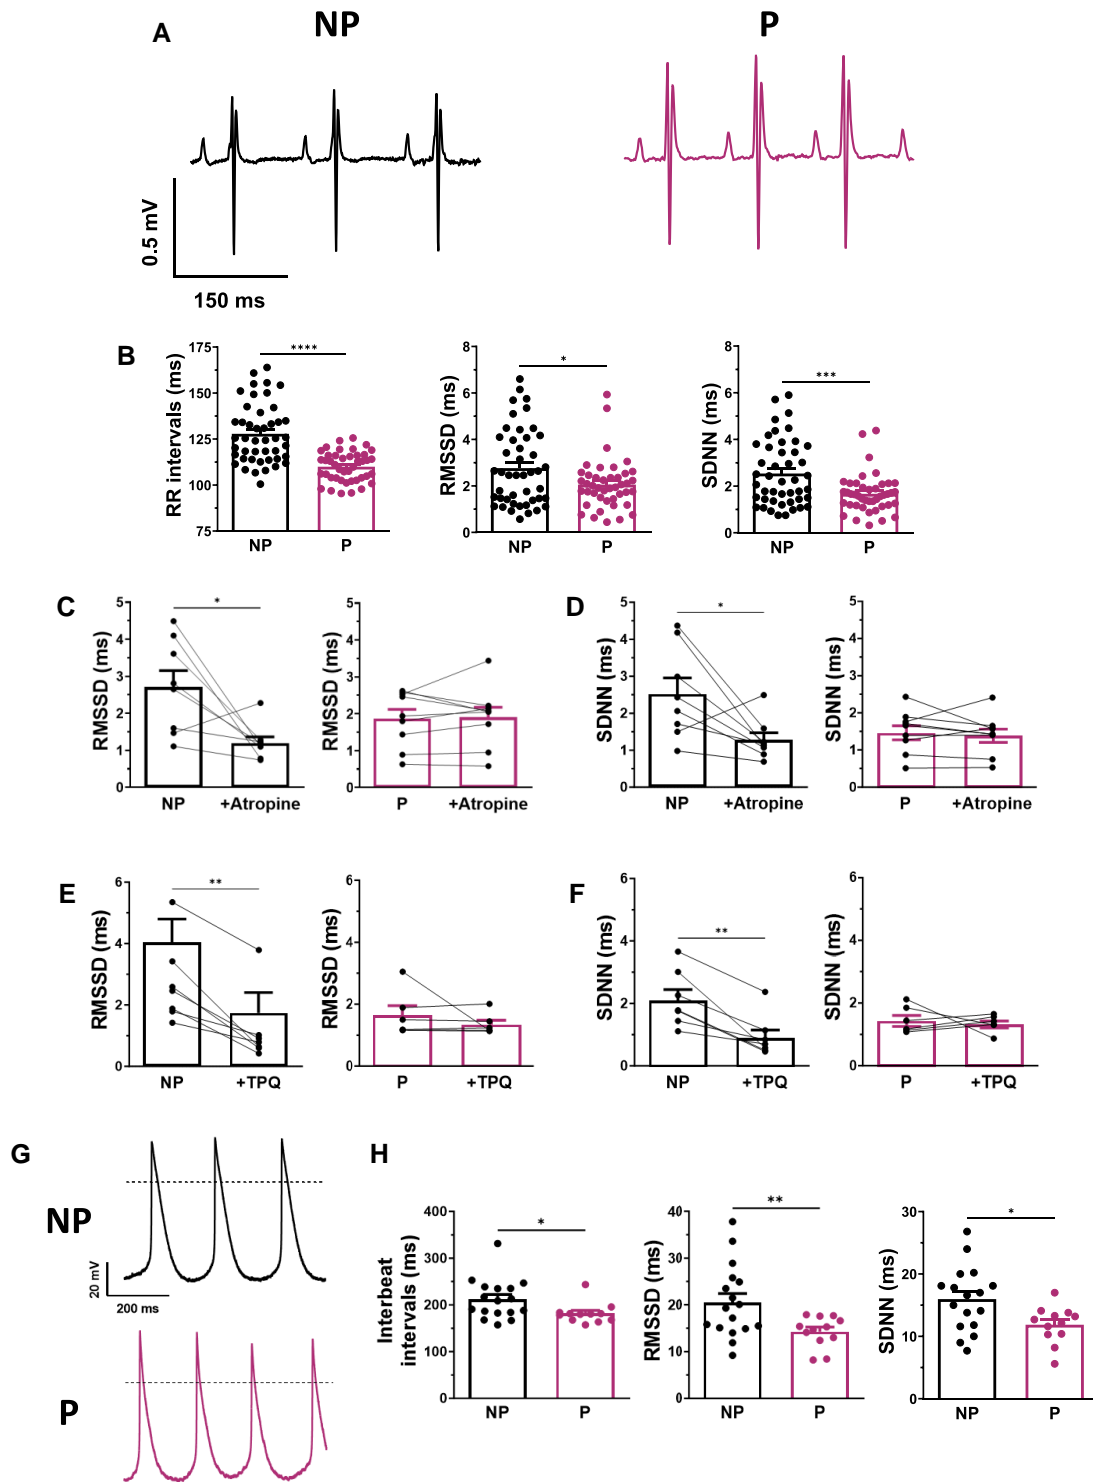 A
NP
P
0.5 mV
150 ms
B
RR intervals (ms)
175
150
125
100
75
****
NP
P
RMSSD (ms)
8
6
4
2
0
*
NP
P
SDNN (ms)
8
6
4
2
0
***
NP
P
C
RMSSD (ms)
5
4
3
2
1
0
*
NP
+Atropine
RMSSD (ms)
5
4
3
2
1
0
P
+Atropine
D
SDNN (ms)
5
4
3
2
1
0
*
NP
+Atropine
SDNN (ms)
5
4
3
2
1
0
P
+Atropine
E
RMSSD (ms)
6
4
2
0
**
NP
+TPQ
RMSSD (ms)
6
4
2
0
P
+TPQ
F
SDNN (ms)
6
4
2
0
**
NP
+TPQ
SDNN (ms)
6
4
2
0
P
+TPQ
G
NP
20 mV
200 ms
P
H
Interbeat
intervals (ms)
400
300
200
100
0
*
NP
P
RMSSD (ms)
40
30
20
10
0
**
NP
P
SDNN (ms)
30
20
10
0
*
NP
P